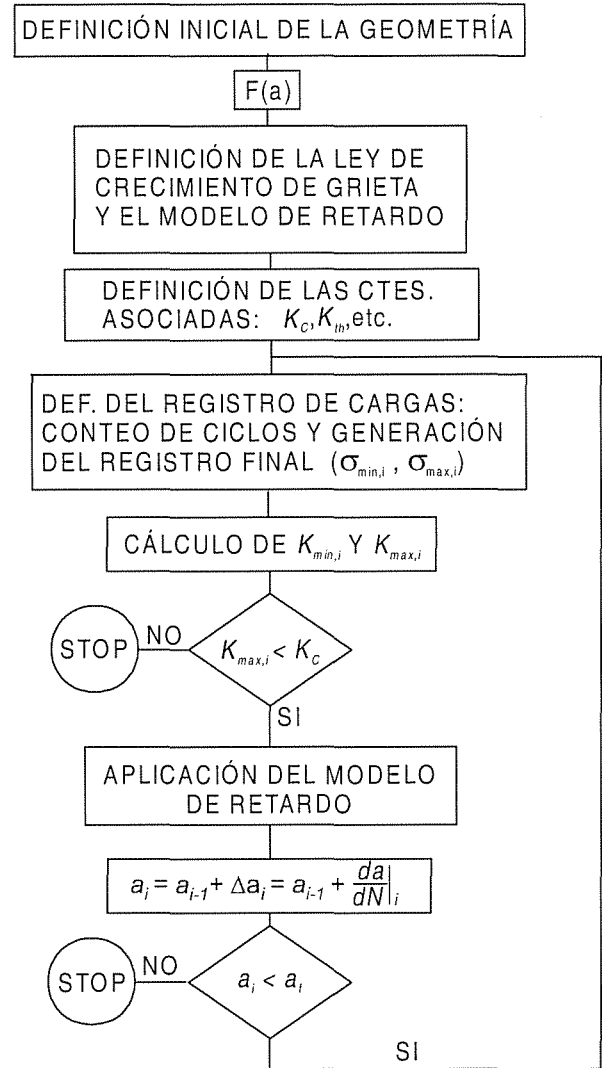 DEFINICIÓN INICIAL DE LA GEOMETRÍA
F(a)
DEFINICIÓN DE LA LEY DE
CRECIMIENTO DE GRIETA
Y EL MODELO DE RETARDO
DEFINICIÓN DE LAS CTES.
ASOCIADAS: K_C,K_th,etc.
DEF. DEL REGISTRO DE CARGAS:
CONTEO DE CICLOS Y GENERACIÓN
DEL REGISTRO FINAL (σ_min,i , σ_max,i)
CÁLCULO DE K_min,i Y K_max,i
STOP
NO
K_max,i < K_C
SI
APLICACIÓN DEL MODELO
DE RETARDO
a_i = a_i-1 + Δa_i = a_i-1 + da/dN|_i
STOP
NO
a_i < a_t
SI